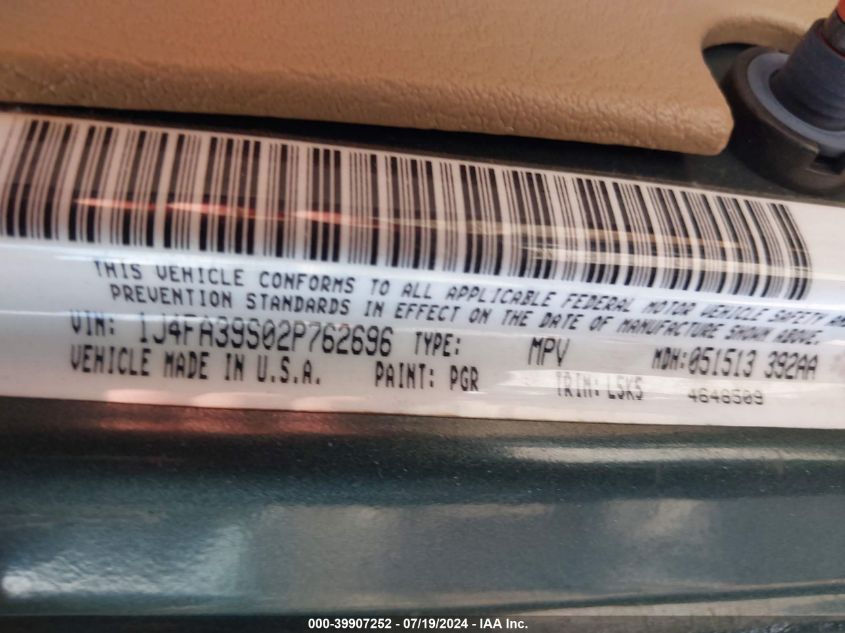 THIS VEHICLE CONFORMS TO ALL APPLICABLE FEDERAL MOTOR VEHICLE SAFETY AND
PREVENTION STANDARDS IN EFFECT ON THE DATE OF MANUFACTURE SHOWN ABOVE.
VIN: 1J4FA39S02P762696 TYPE: MPV MDH:051513 392AA
VEHICLE MADE IN U.S.A. PAINT: PGR TRIM: L5K5 4648509
000-39907252 - 07/19/2024 - IAA Inc.